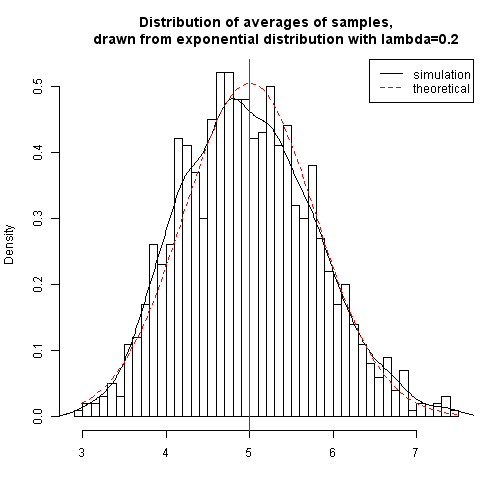 Distribution of averages of samples,
drawn from exponential distribution with lambda=0.2
simulation
theoretical
Density
0.5
0.4
0.3
0.2
0.1
0.0
3 4 5 6 7